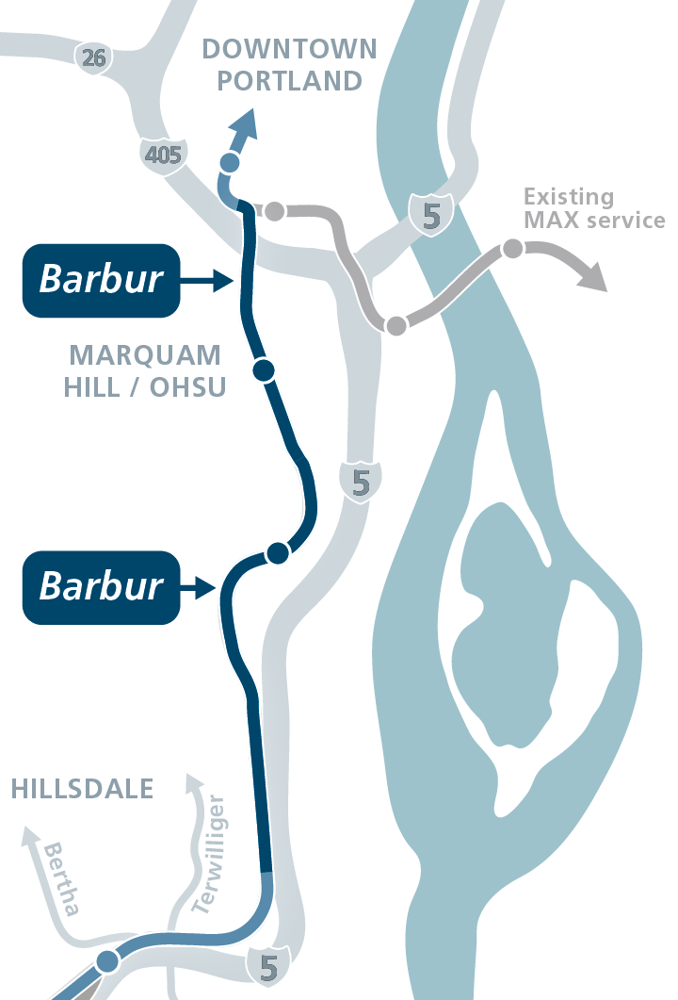 26
DOWNTOWN
PORTLAND
405
5
Existing
MAX service
Barbur
MARQUAM
HILL / OHSU
5
Barbur
HILLSDALE
Bertha
Terwilliger
5